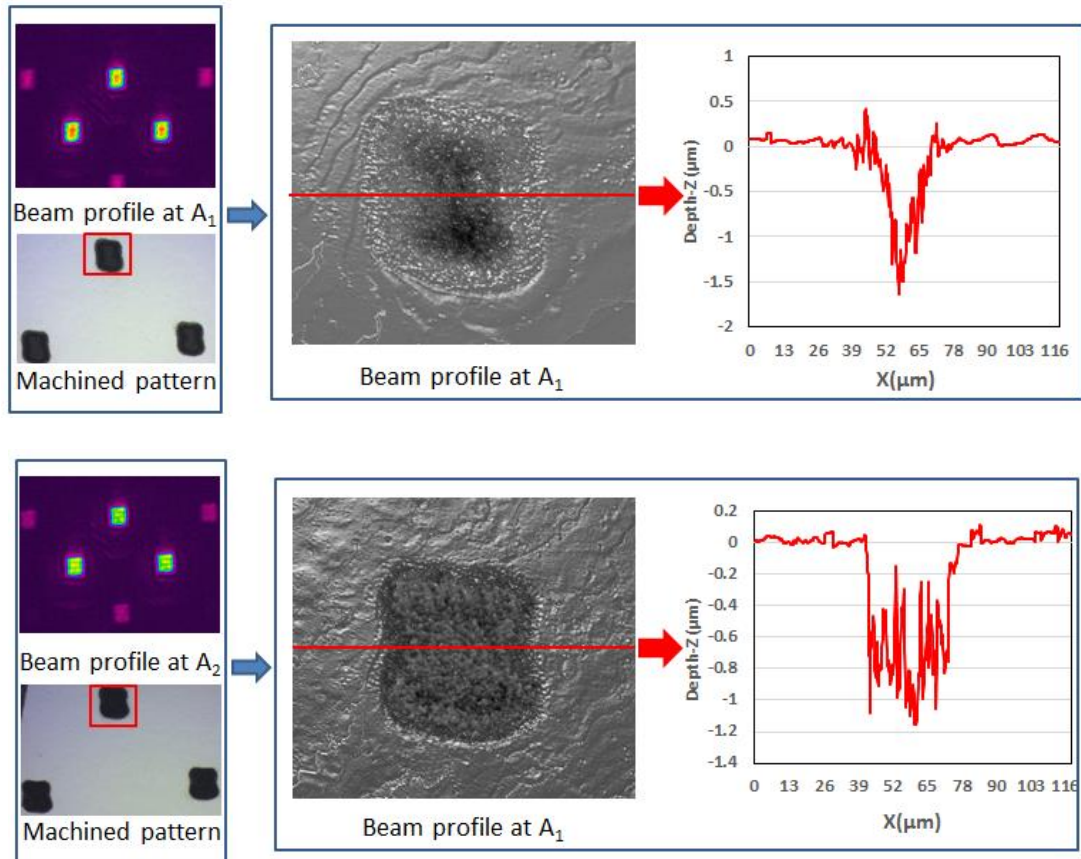 Beam profile at A1
Machined pattern
Beam profile at A1
1
0.5
0
-0.5
-1
-1.5
-2
Depth-Z (μm)
0 13 26 39 52 65 78 90 103 116
X(μm)
Beam profile at A2
Machined pattern
Beam profile at A1
0.2
0
-0.2
-0.4
-0.6
-0.8
-1
-1.2
-1.4
Depth-Z (μm)
0 13 26 39 52 65 78 90 103 116
X(μm)